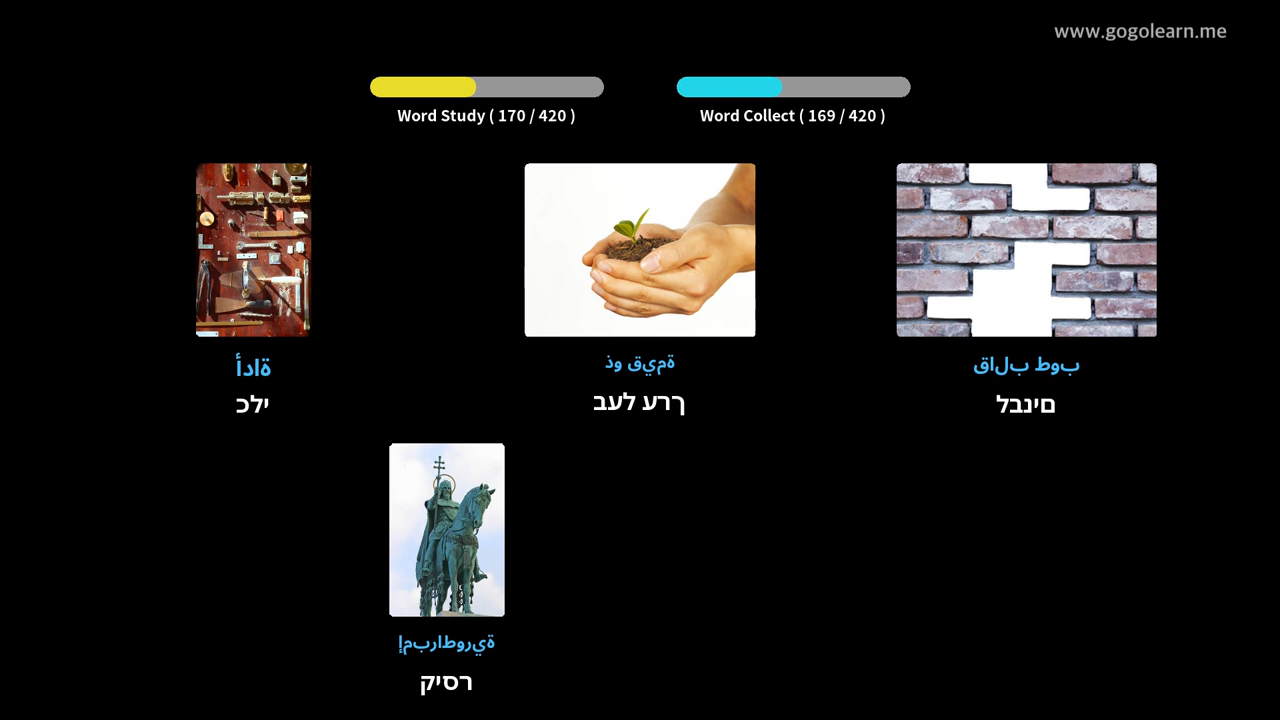 www.gogolearn.me
Word Study ( 170 / 420 )
Word Collect ( 169 / 420 )
أداة
כלי
ذو قيمة
בעל ערך
قالب طوب
לבנים
إمبراطورية
קיסר